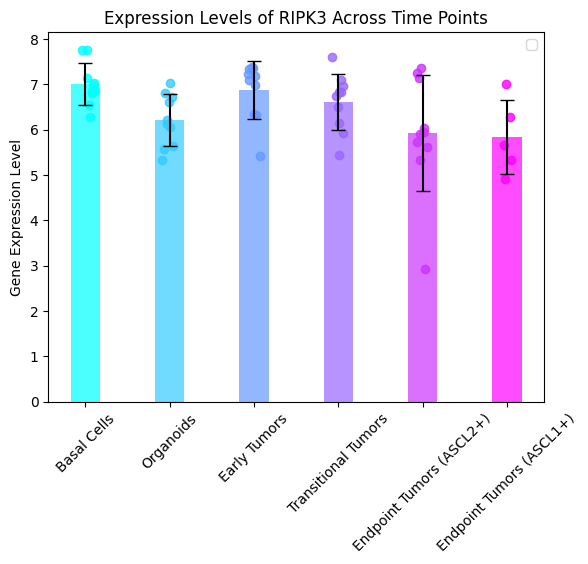 Expression Levels of RIPK3 Across Time Points
Gene Expression Level
8
7
6
5
4
3
2
1
0
Basal Cells
Organoids
Early Tumors
Transitional Tumors
Endpoint Tumors (ASCL2+)
Endpoint Tumors (ASCL1+)